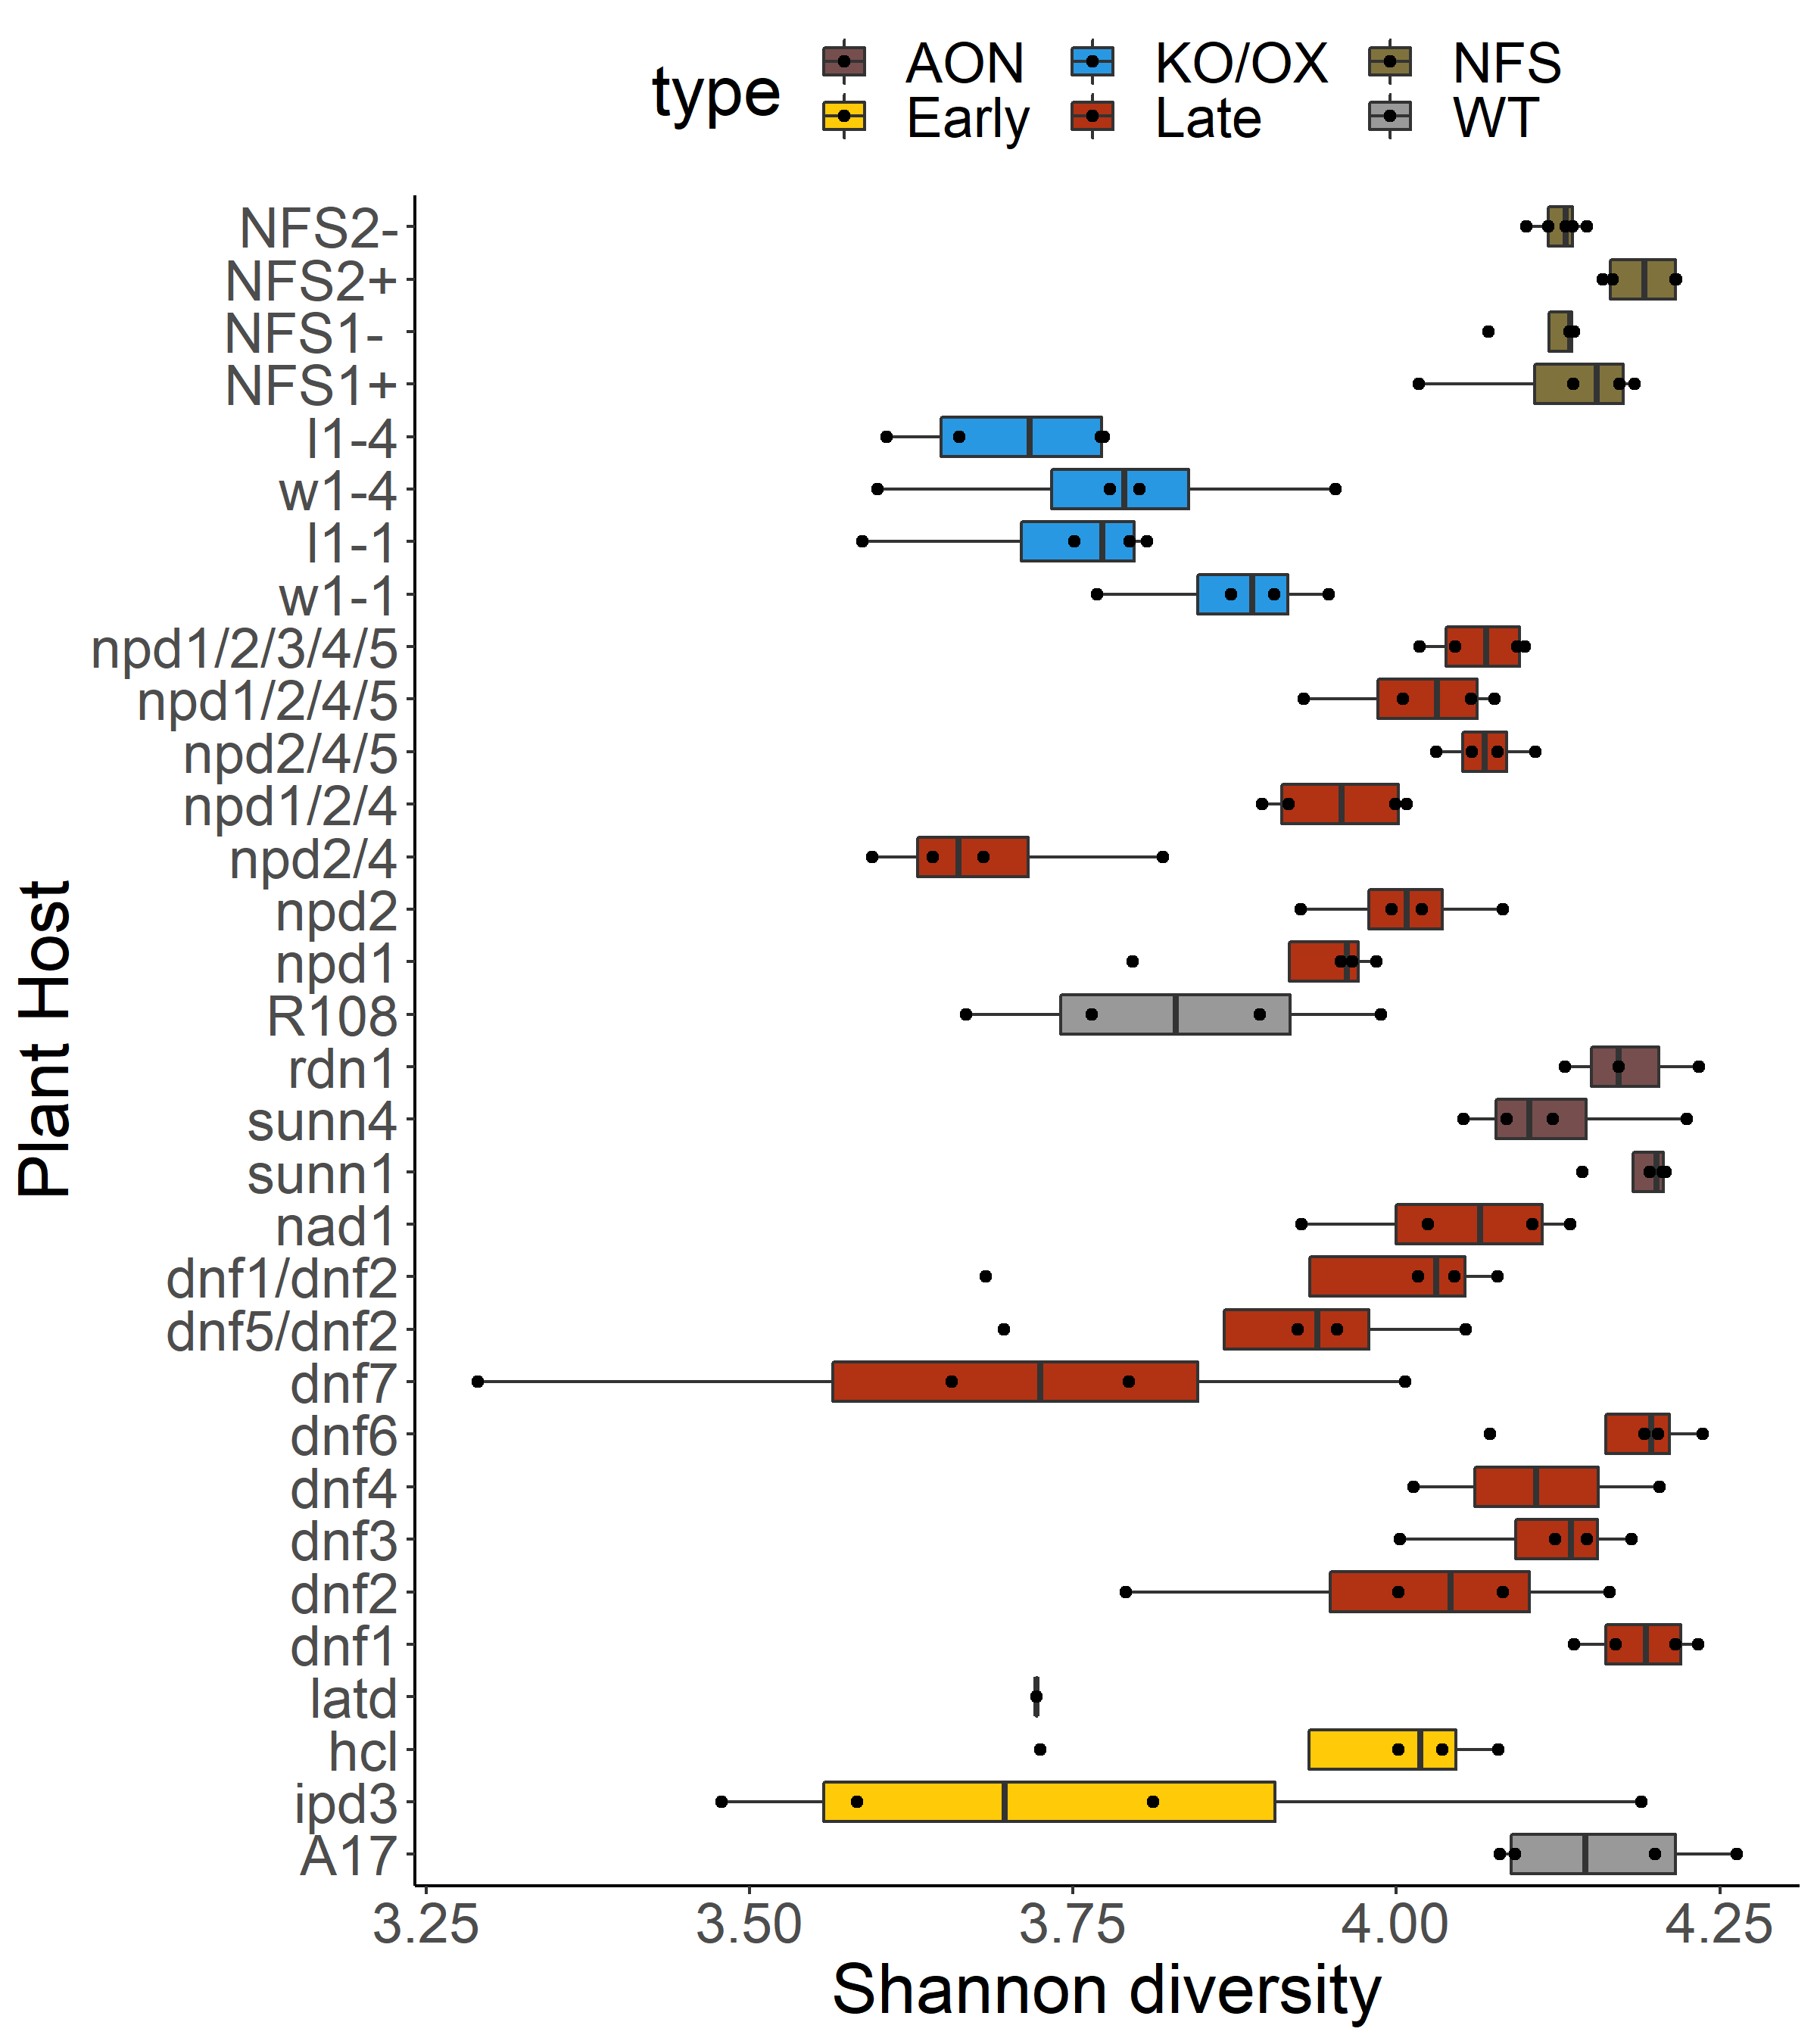 type
AON
KO/OX
NFS
Early
Late
WT
NFS2-
NFS2+
NFS1-
NFS1+
l1-4
w1-4
l1-1
w1-1
npd1/2/3/4/5
npd1/2/4/5
npd2/4/5
npd1/2/4
npd2/4
npd2
npd1
R108
rdn1
sunn4
sunn1
nad1
dnf1/dnf2
dnf5/dnf2
dnf7
dnf6
dnf4
dnf3
dnf2
dnf1
latd
hcl
ipd3
A17
Plant Host
3.25 3.50 3.75 4.00 4.25
Shannon diversity